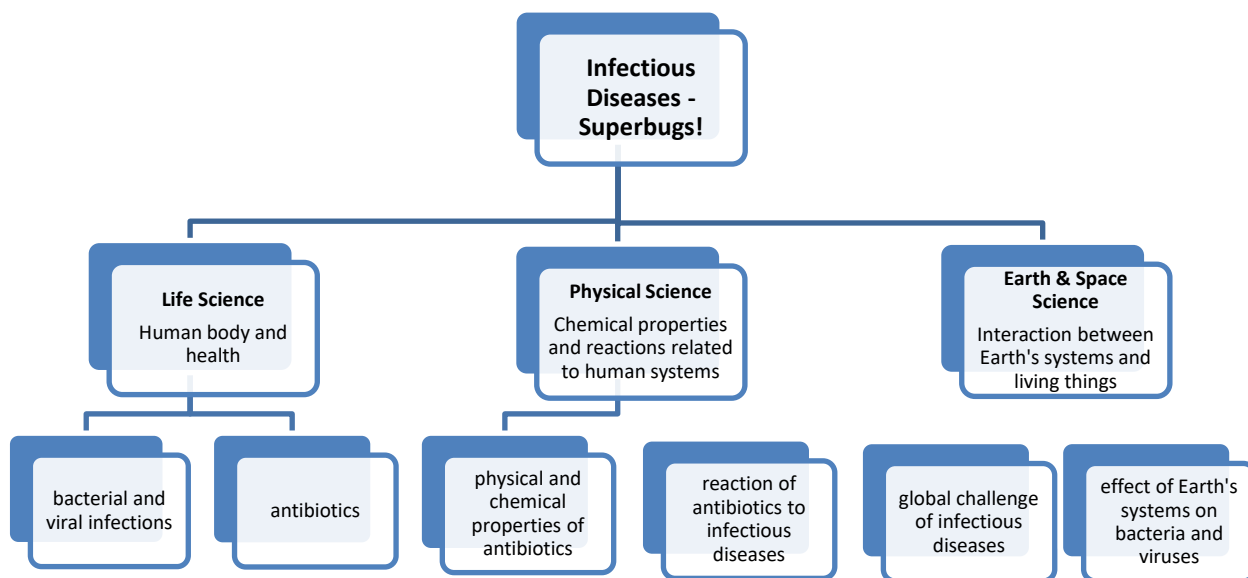 Infectious
Diseases -
Superbugs!
Life Science
Human body and
health
Physical Science
Chemical properties
and reactions related
to human systems
Earth & Space
Science
Interaction between
Earth's systems and
living things
bacterial and
viral infections
antibiotics
physical and
chemical
properties of
antibiotics
reaction of
antibiotics to
infectious
diseases
global challenge
of infectious
diseases
effect of Earth's
systems on
bacteria and
viruses